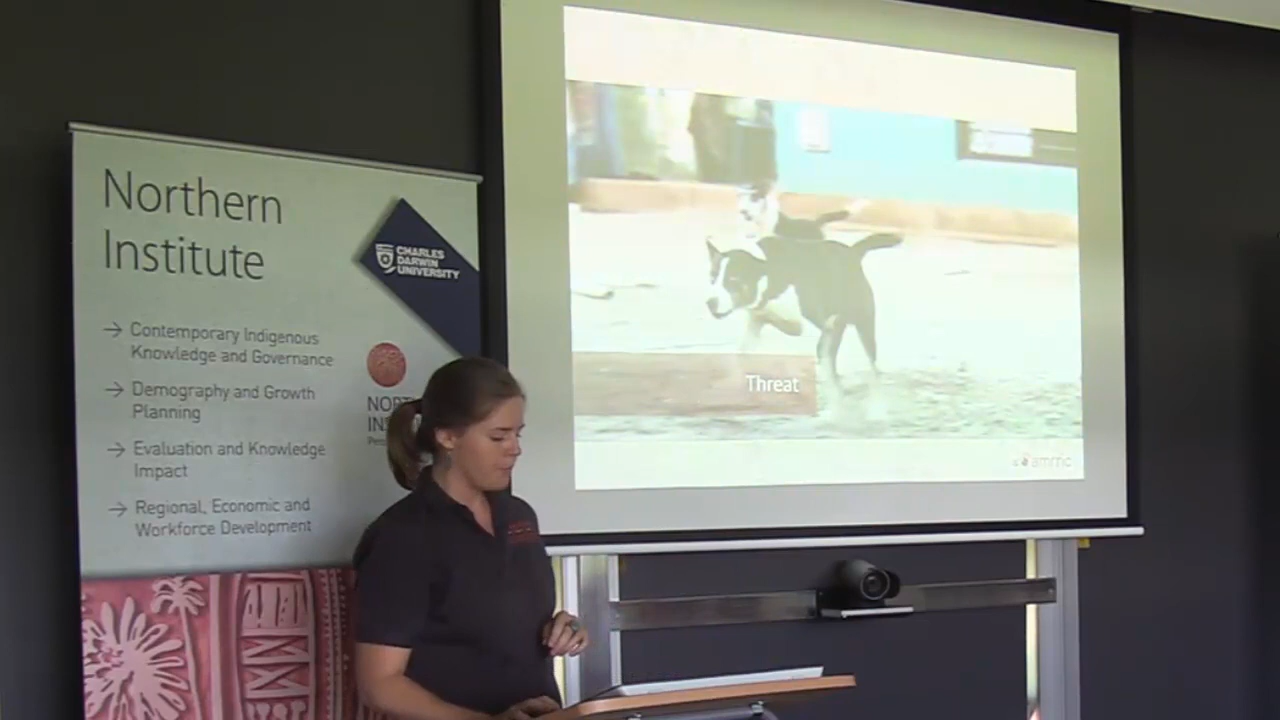 Northern
Institute
CHARLES
DARWIN
UNIVERSITY
→ Contemporary Indigenous
Knowledge and Governance
→ Demography and Growth
Planning
→ Evaluation and Knowledge
Impact
→ Regional, Economic and
Workforce Development
Threat
amrric